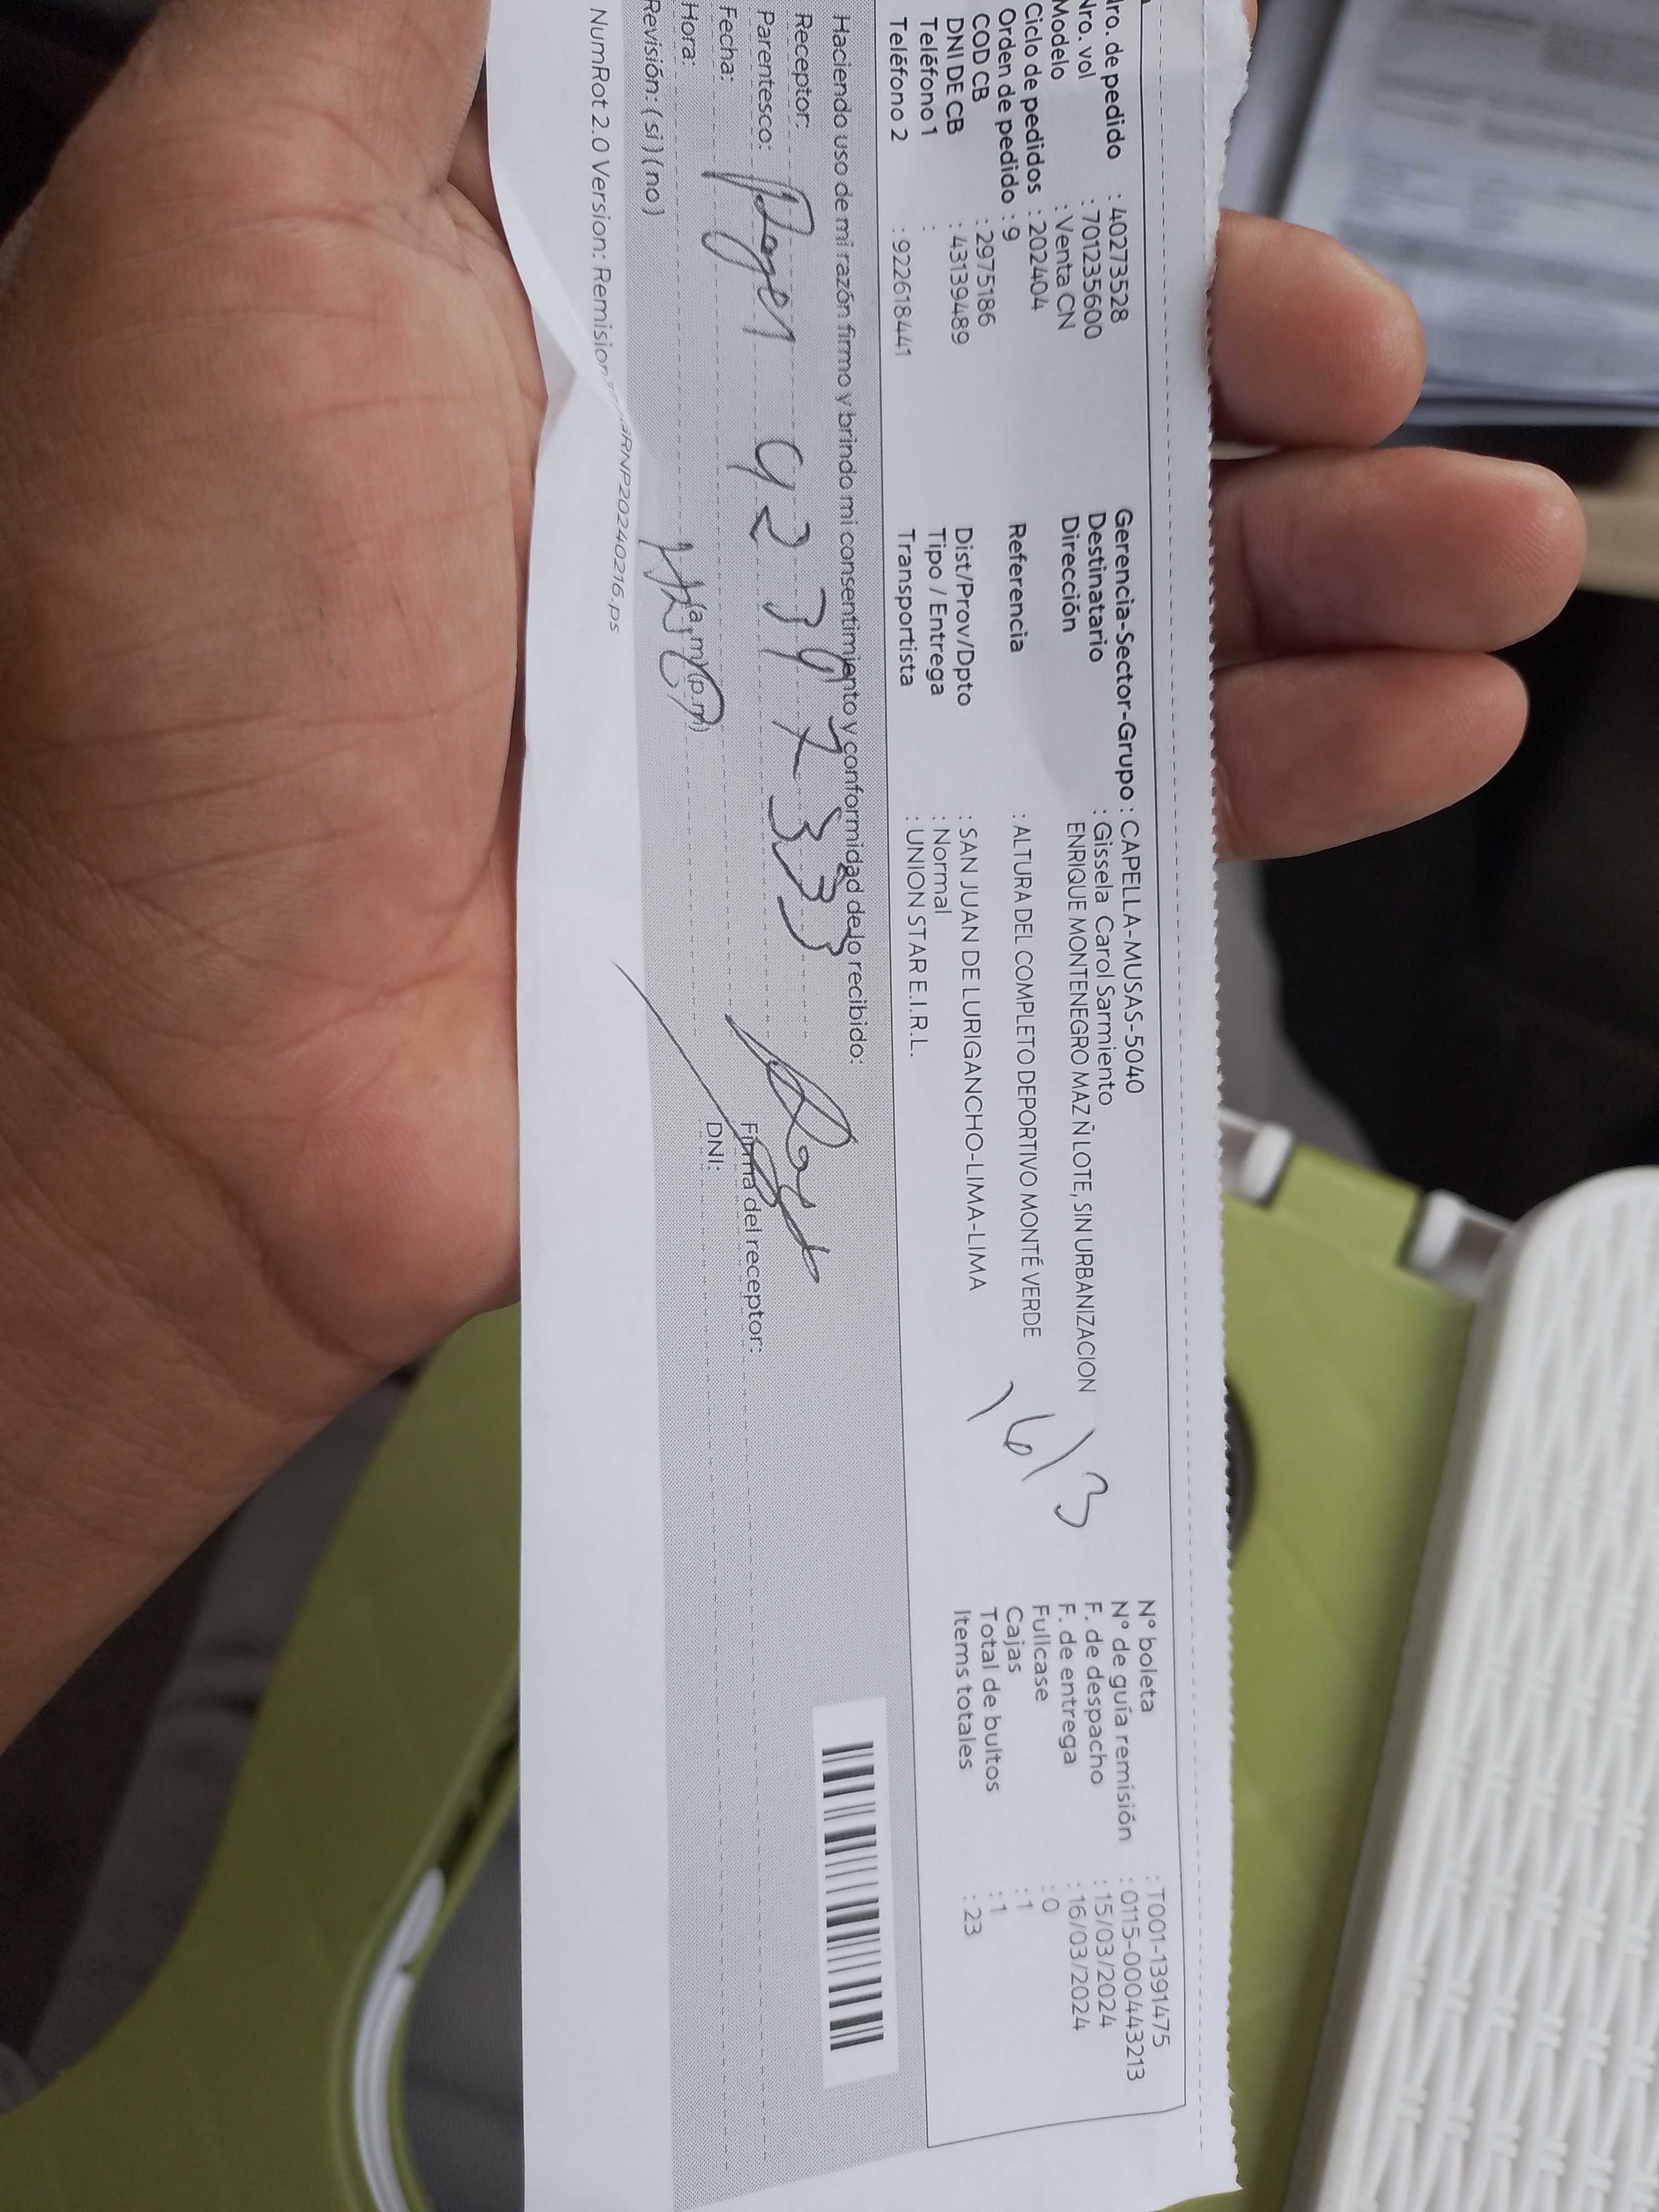 Nro. de pedido : 40273528
Nro. vol : 701235600
Modelo : Venta CN
Ciclo de pedidos : 202404
Orden de pedido : 9
COD CB : 2975186
DNI DE CB : 43139489
Teléfono 1 :
Teléfono 2 : 922618441
Gerencia-Sector-Grupo : CAPELLA-MUSAS-5040
Destinatario : Gissela Carol Sarmiento
Dirección ENRIQUE MONTENEGRO MAZ Ñ LOTE, SIN URBANIZACION
Referencia : ALTURA DEL COMPLETO DEPORTIVO MONTÉ VERDE
Dist/Prov/Dpto : SAN JUAN DE LURIGANCHO-LIMA-LIMA
Tipo / Entrega : Normal
Transportista : UNION STAR E.I.R.L.
16/3
N° boleta : T001-1391475
N° de guía remisión : 0115-000443213
F. de despacho : 15/03/2024
F. de entrega : 16/03/2024
Fullcase : 0
Cajas : 1
Total de bultos : 1
Items totales : 23
Haciendo uso de mi razón firmo y brindo mi consentimiento y conformidad de lo recibido:
Receptor:
Parentesco:
Fecha:
Hora: (a.m)(p.m)
Revisión: ( si ) ( no )
Firma del receptor:
DNI:
NumRot 2.0 Version: Remision GRNP20240216.ps